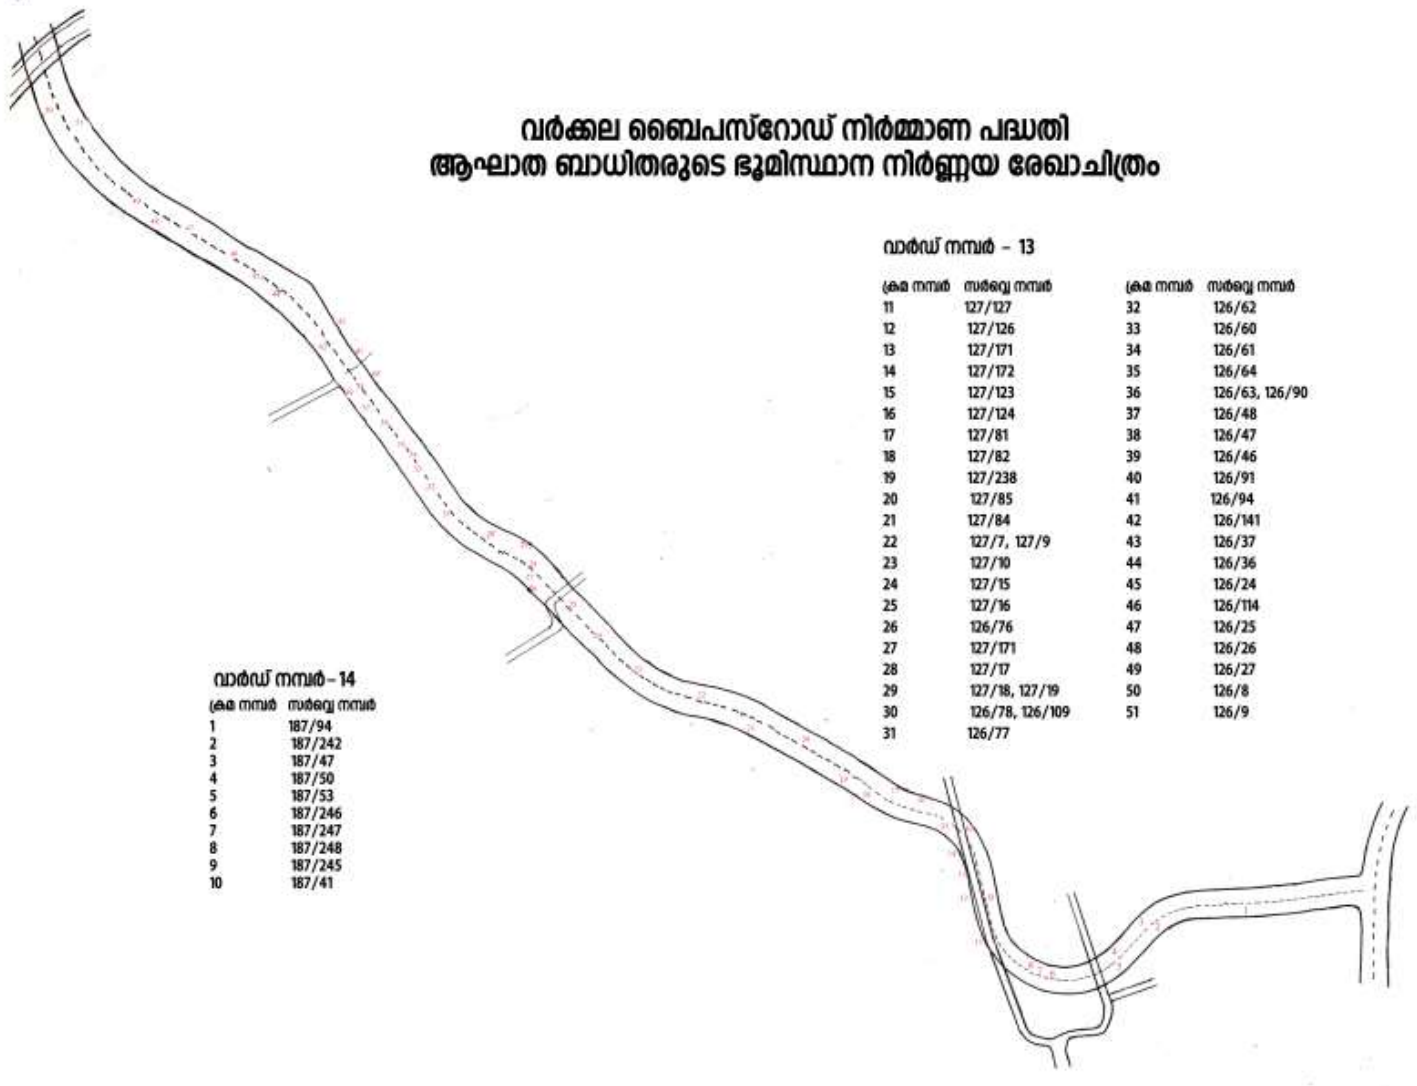 വർക്കല ബൈപസ്റോഡ് നിർമ്മാണ പദ്ധതി
ആഘാത ബാധിതരുടെ ഭൂമിസ്ഥാന നിർണ്ണയ രേഖാചിത്രം
വാർഡ് നമ്പർ - 13
ക്രമ നമ്പർ സർവ്വെ നമ്പർ ക്രമ നമ്പർ സർവ്വെ നമ്പർ
11 127/127 32 126/62
12 127/126 33 126/60
13 127/171 34 126/61
14 127/172 35 126/64
15 127/123 36 126/63, 126/90
16 127/124 37 126/48
17 127/81 38 126/47
18 127/82 39 126/46
19 127/238 40 126/91
20 127/85 41 126/94
21 127/84 42 126/141
22 127/7, 127/9 43 126/37
23 127/10 44 126/36
24 127/15 45 126/24
25 127/16 46 126/114
26 126/76 47 126/25
27 127/171 48 126/26
28 127/17 49 126/27
29 127/18, 127/19 50 126/8
30 126/78, 126/109 51 126/9
31 126/77
വാർഡ് നമ്പർ-14
ക്രമ നമ്പർ സർവ്വെ നമ്പർ
1 187/94
2 187/242
3 187/47
4 187/50
5 187/53
6 187/246
7 187/247
8 187/248
9 187/245
10 187/41